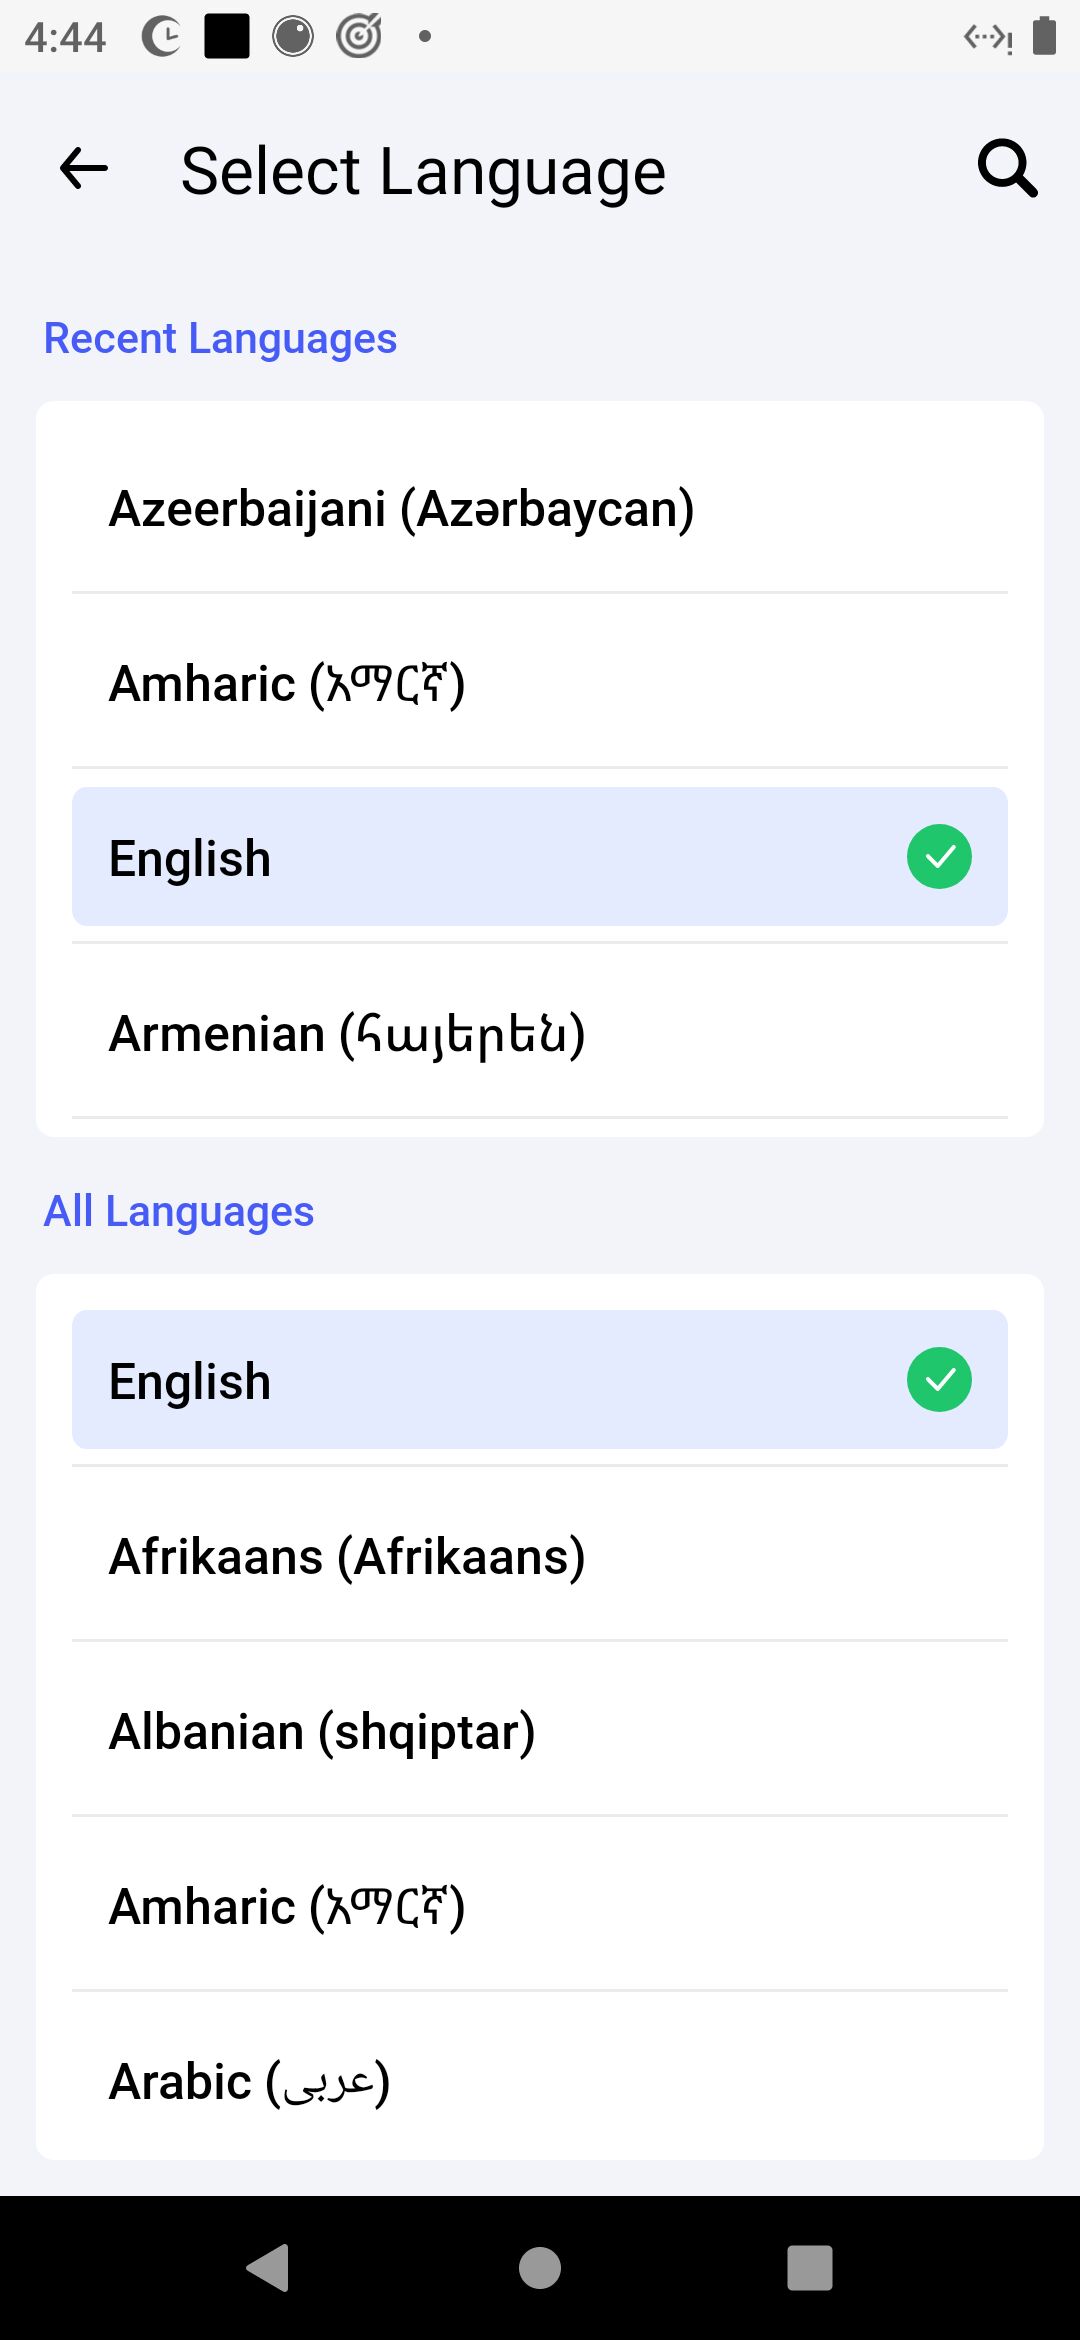 4:44
Select Language
Recent Languages
Azeerbaijani (Azərbaycan)
Amharic (አማርኛ)
English
Armenian (հայերեն)
All Languages
English
Afrikaans (Afrikaans)
Albanian (shqiptar)
Amharic (አማርኛ)
Arabic (عربى)